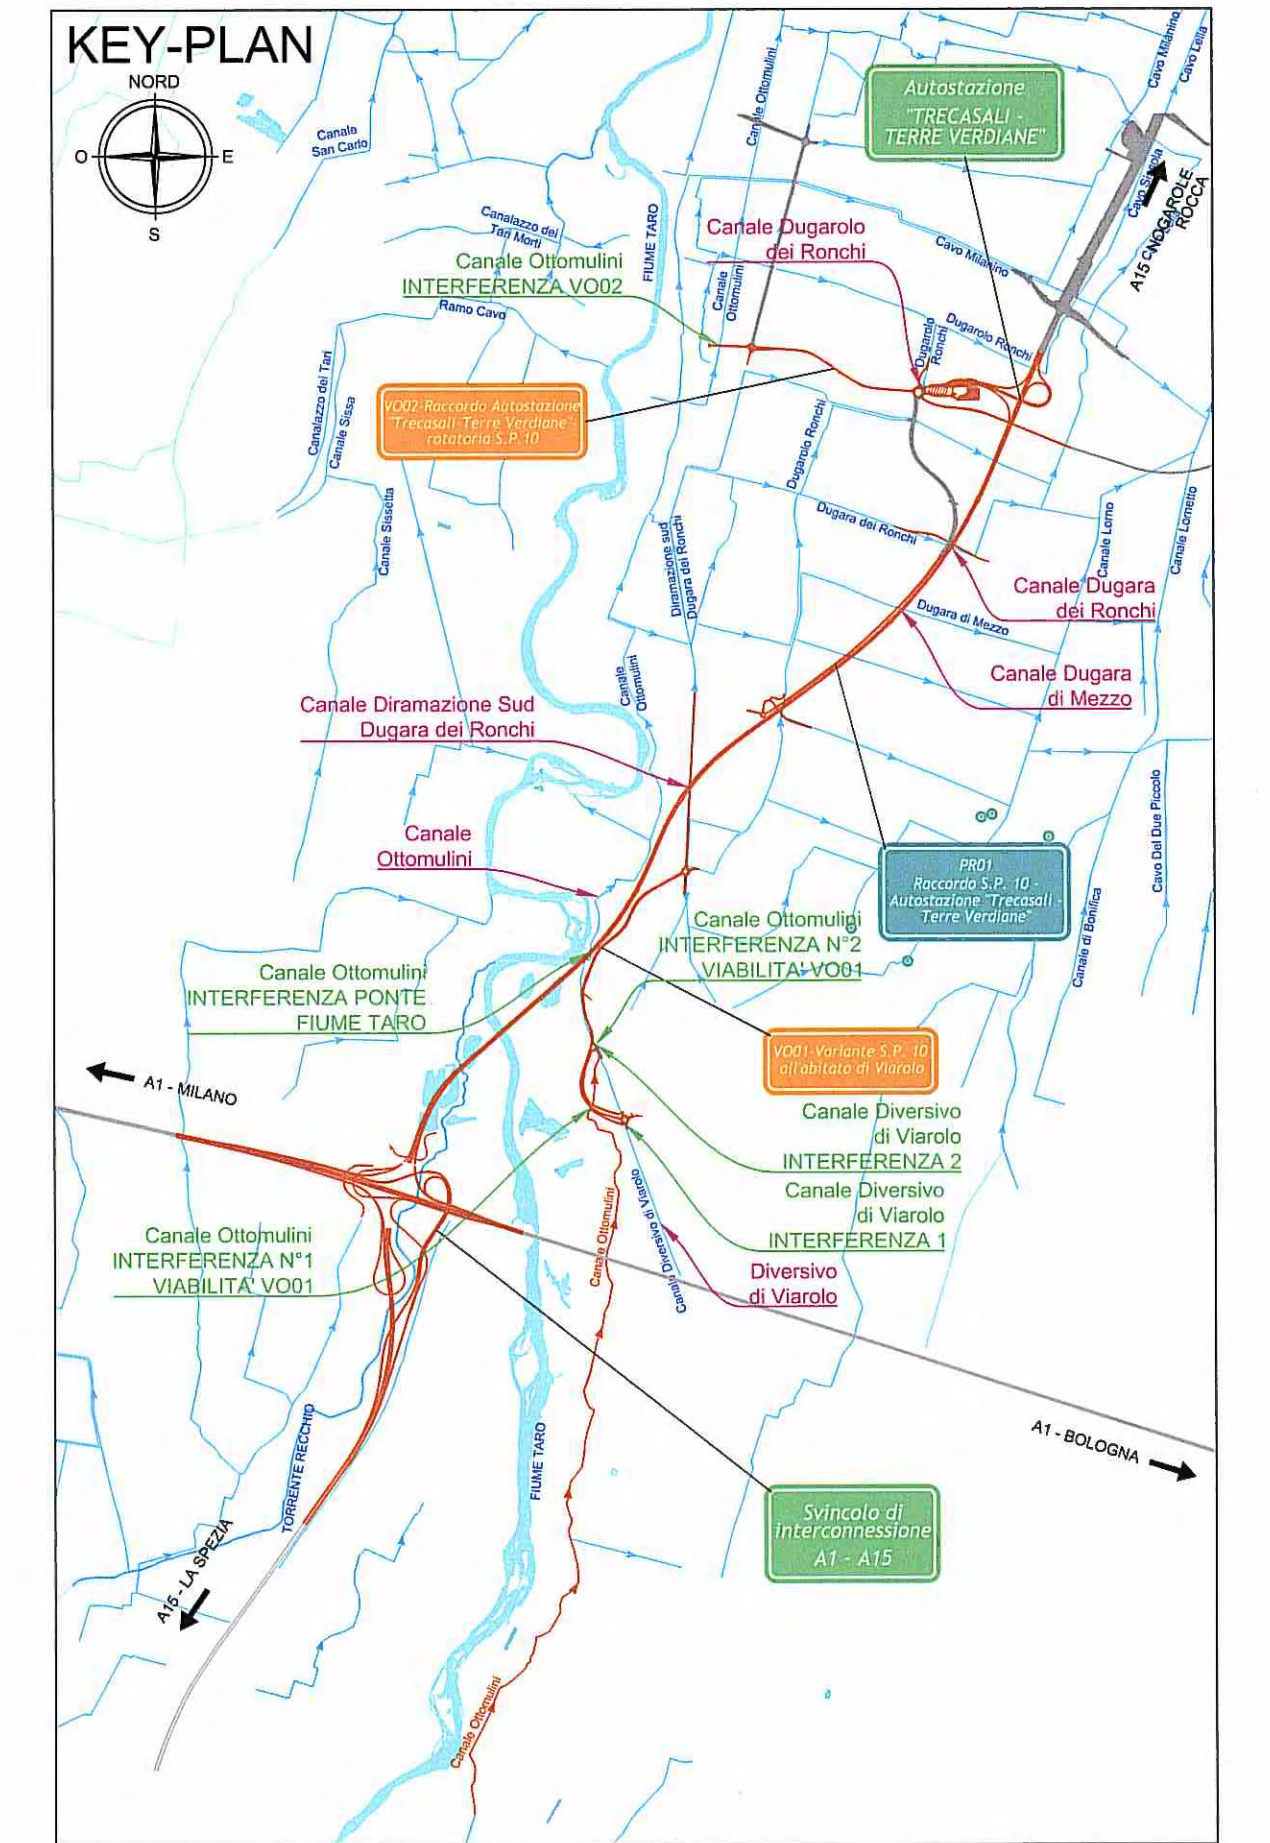 KEY-PLAN
NORD
O
E
S
Canale
San Carlo
Canale Ottomulini
Cavo Milanino
Cavo Lella
Autostazione
"TRECASALI -
TERRE VERDIANE"
Cavo Sissola
A15 - NOGAROLE
ROCCA
Canalazzo dei
Tari Morti
FIUME TARO
Canale Dugarolo
dei Ronchi
Cavo Milanino
Canale Ottomulini
INTERFERENZA VO02
Canale
Ottomulini
Ramo Cavo
Dugarolo
Ronchi
Dugarolo Ronchi
Canalazzo dei Tari
Canale Sissa
VO02-Raccordo Autostazione
"Trecasali-Terre Verdiane"-
rotatoria S.P.10
Dugarolo Ronchi
Canale Sissetta
Dugara dei Ronchi
Diramazione sud
Dugara dei Ronchi
Canale Lorno
Canale Lornetto
Canale Dugara
dei Ronchi
Dugara di Mezzo
Canale Dugara
di Mezzo
Canale
Ottomulini
Canale Diramazione Sud
Dugara dei Ronchi
Canale
Ottomulini
Cavo Del Due Piccolo
PR01
Raccordo S.P. 10 -
Autostazione "Trecasali -
Terre Verdiane"
Canale di Bonifica
Canale Ottomulini
INTERFERENZA N°2
VIABILITA' VO01
Canale Ottomulini
INTERFERENZA PONTE
FIUME TARO
VO01-Variante S.P. 10
all'abitato di Viarolo
A1 - MILANO
Canale Diversivo
di Viarolo
INTERFERENZA 2
Canale Diversivo
di Viarolo
INTERFERENZA 1
Canale Ottomulini
Canale Diversivo di Viarolo
Canale Ottomulini
INTERFERENZA N°1
VIABILITA' VO01
Diversivo
di Viarolo
TORRENTE RECCHIO
FIUME TARO
A1 - BOLOGNA
Svincolo di
interconnessione
A1 - A15
A15 - LA SPEZIA
Canale Ottomulini